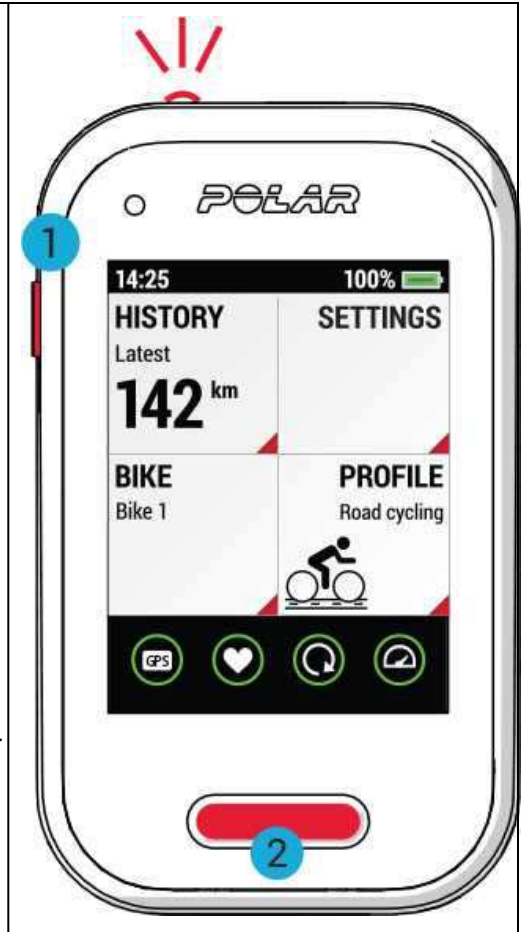 POLAR
1
14:25 100%
HISTORY SETTINGS
Latest
142 km
BIKE PROFILE
Bike 1 Road cycling
GPS
2